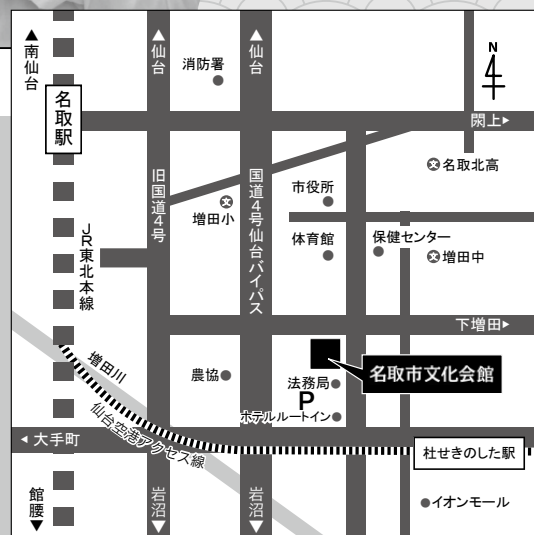 ▲南仙台
▲仙台
消防署
▲仙台
N
名取駅
閖上▶
名取北高
旧国道4号
国道4号仙台バイパス
市役所
増田小
JR東北本線
体育館
保健センター
増田中
下増田▶
増田川
農協
法務局
P
名取市文化会館
ホテルルートイン
仙台空港アクセス線
◀大手町
杜せきのした駅
館腰▼
岩沼▼
岩沼▼
イオンモール